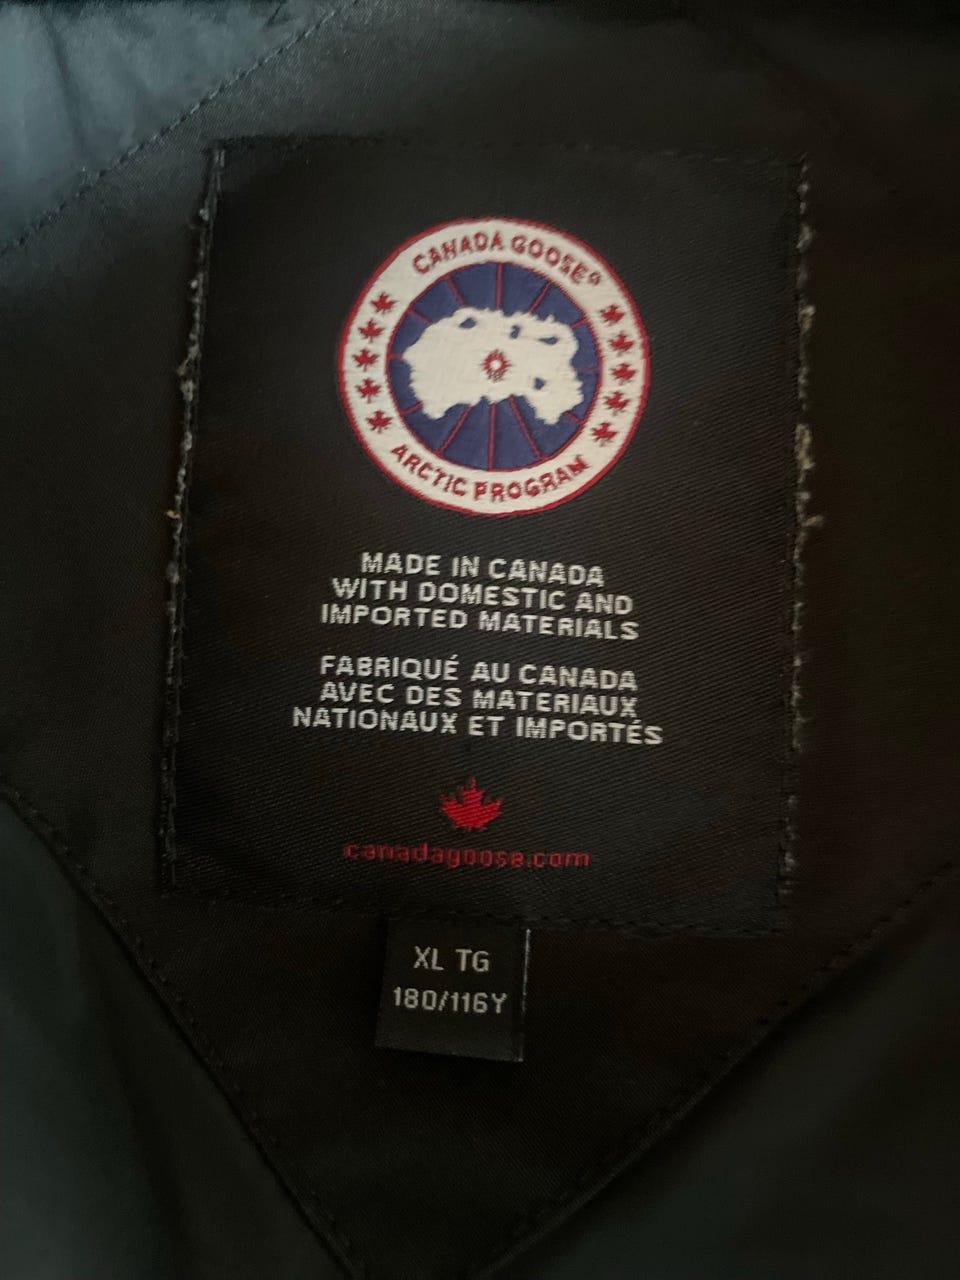 CANADA GOOSE®
ARCTIC PROGRAM
MADE IN CANADA
WITH DOMESTIC AND
IMPORTED MATERIALS
FABRIQUÉ AU CANADA
AVEC DES MATERIAUX
NATIONAUX ET IMPORTÉS
canadagoose.com
XL TG
180/116Y